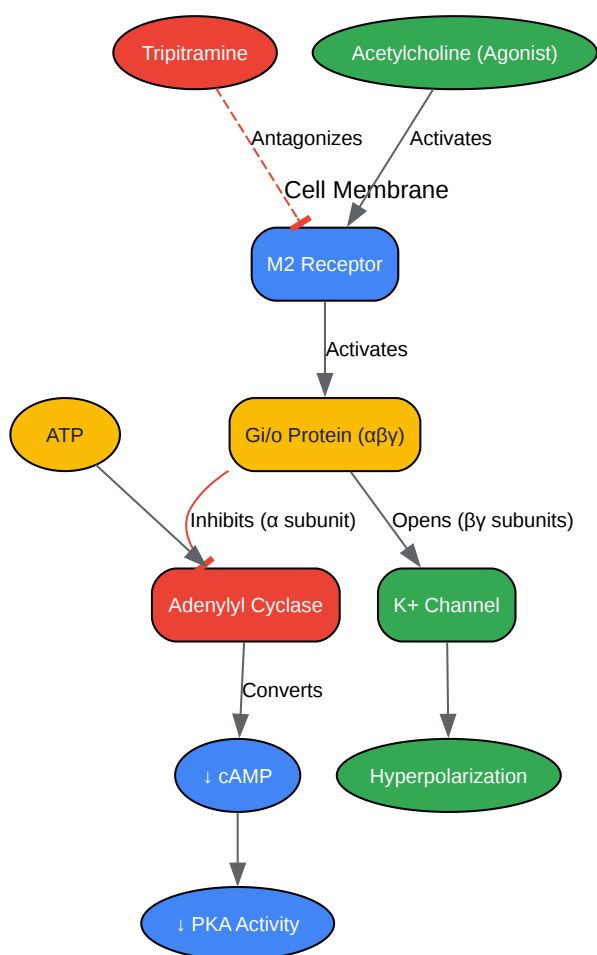 Tripitramine
Acetylcholine (Agonist)
Antagonizes
Activates
Cell Membrane
M2 Receptor
Activates
ATP
Gi/o Protein (αβγ)
Inhibits (α subunit)
Opens (βγ subunits)
Adenylyl Cyclase
K+ Channel
Converts
↓ cAMP
Hyperpolarization
↓ PKA Activity